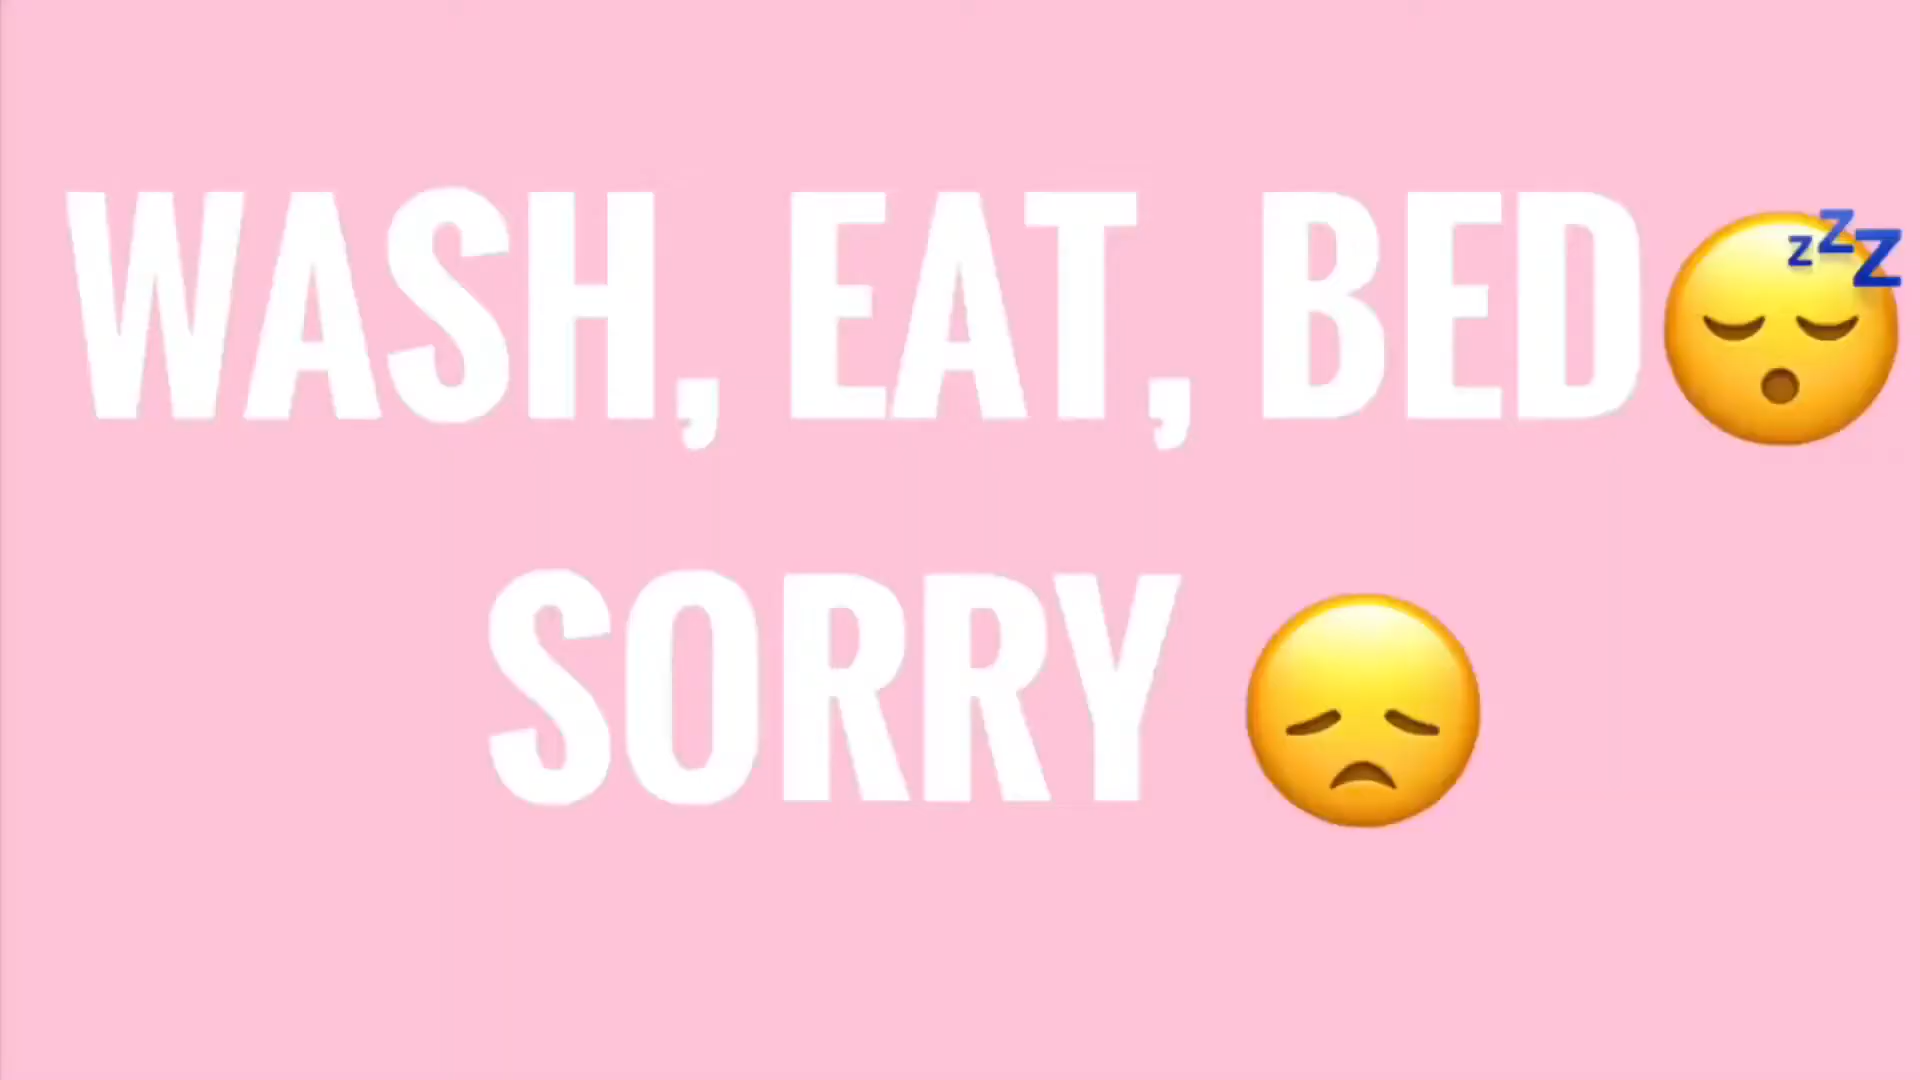 WASH, EAT, BED😴
SORRY 😞